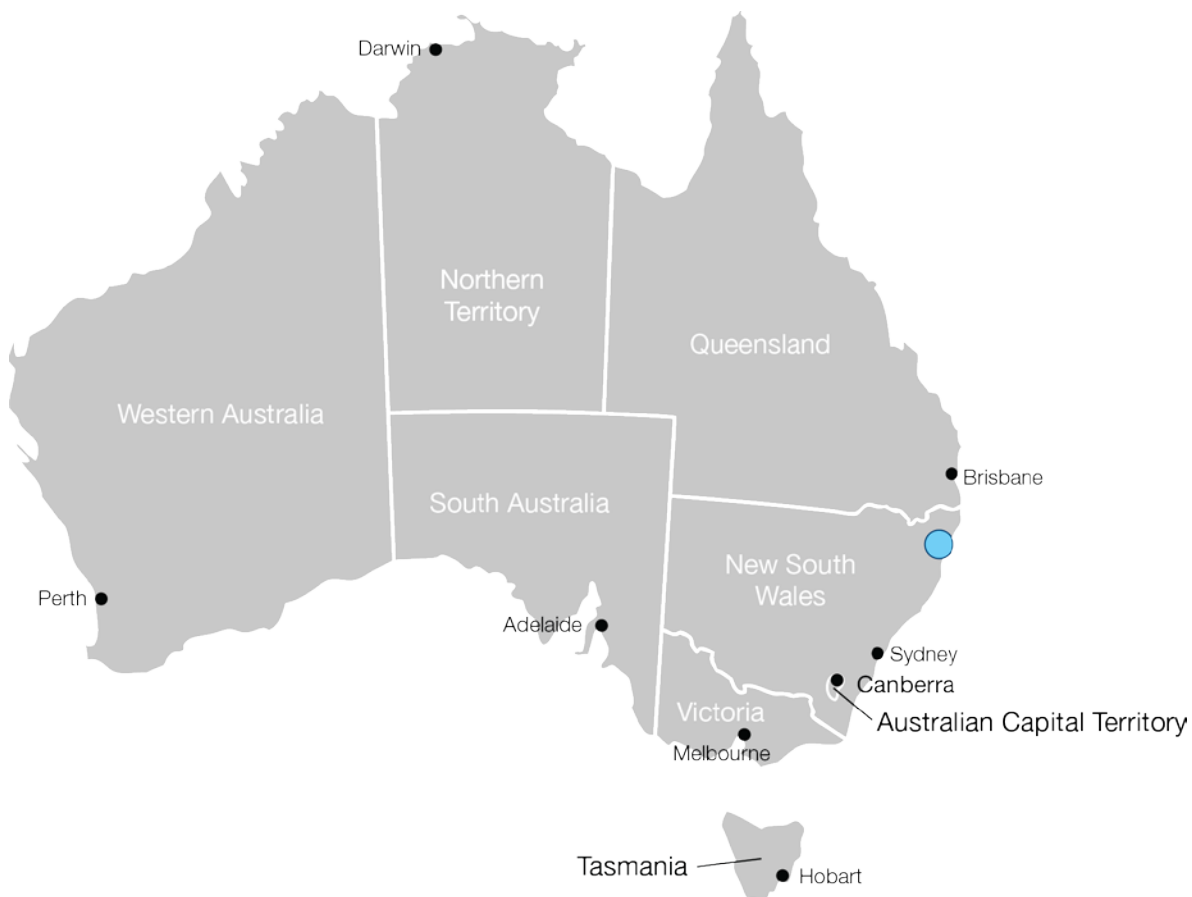 Darwin
Northern
Territory
Queensland
Western Australia
Brisbane
South Australia
New South
Wales
Perth
Adelaide
Sydney
Canberra
Victoria
Australian Capital Territory
Melbourne
Tasmania
Hobart